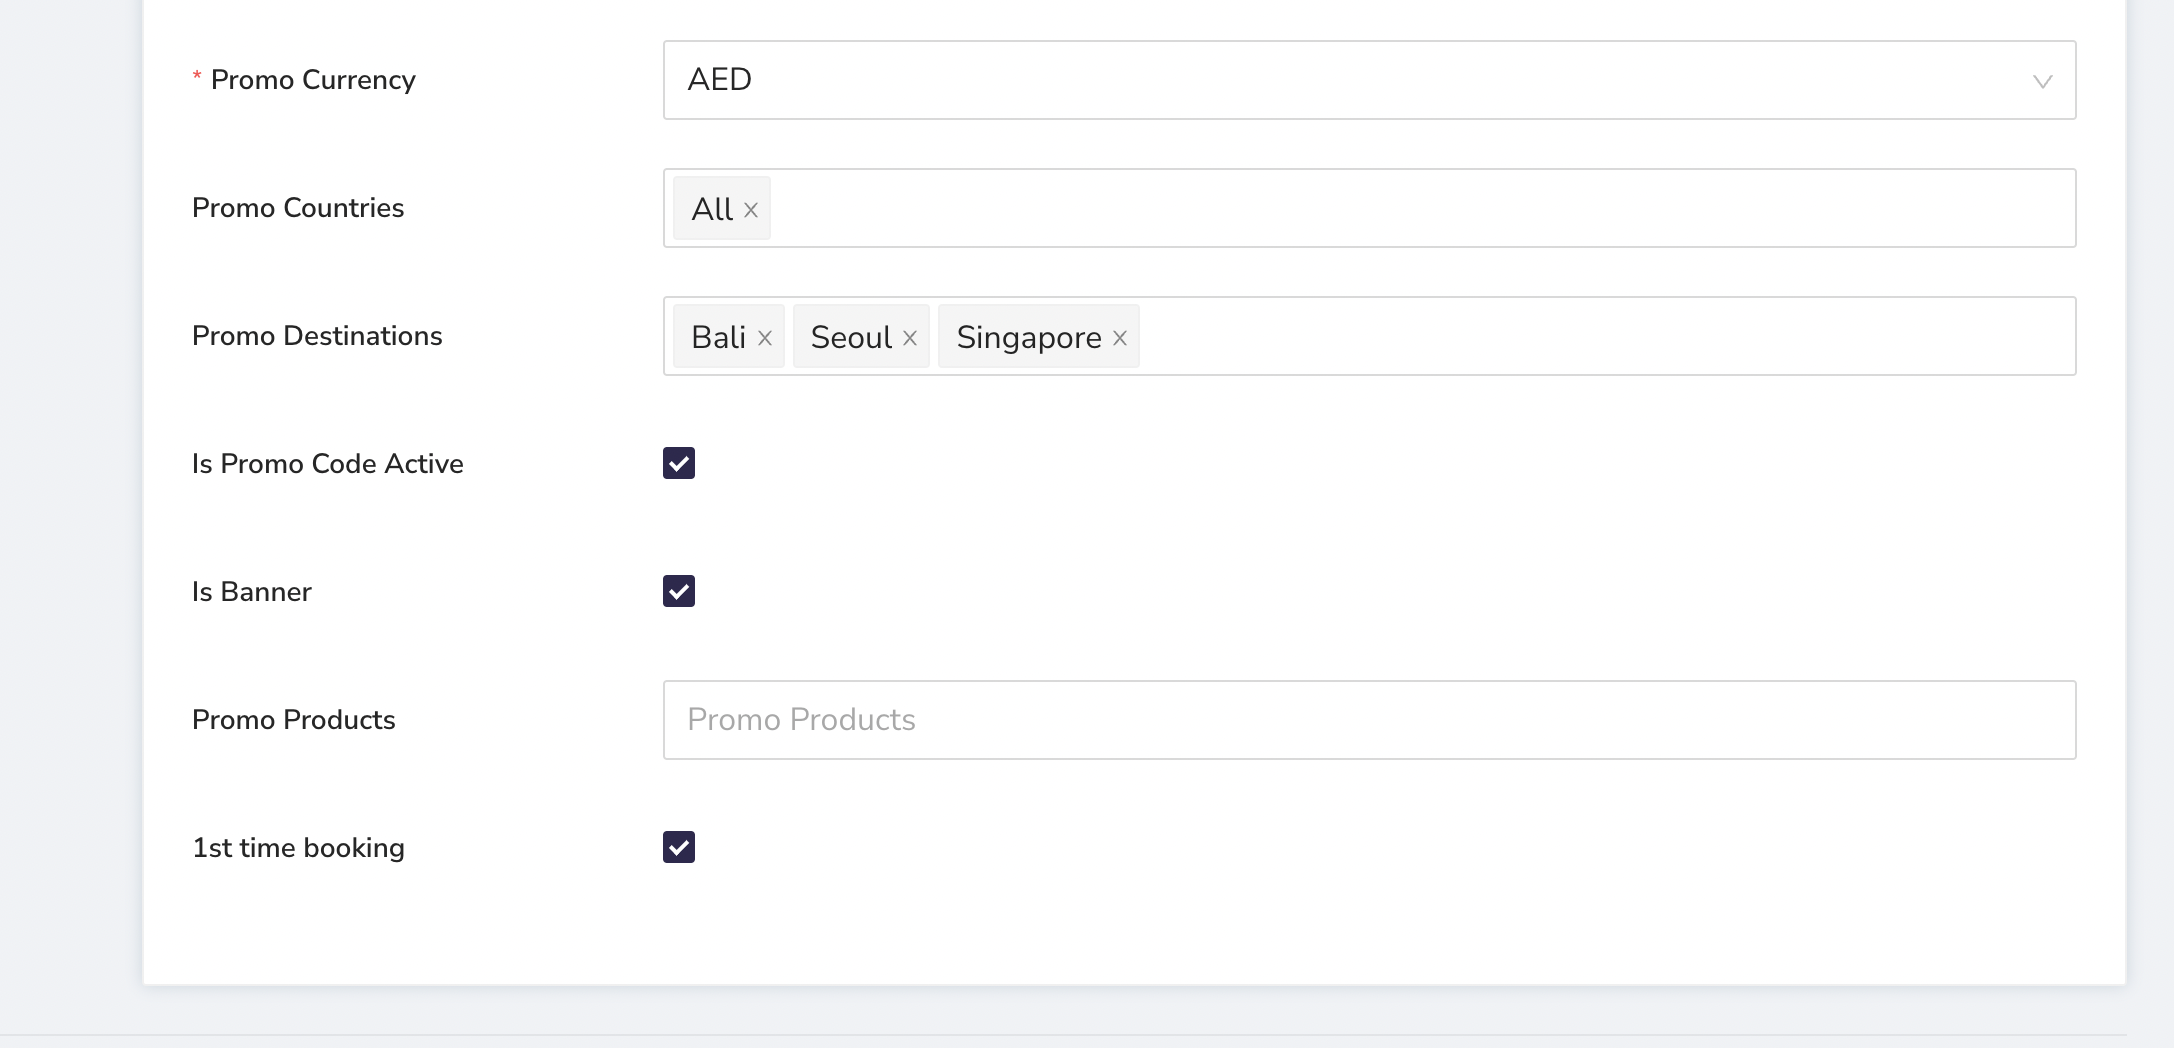 * Promo Currency
AED
Promo Countries
All
Promo Destinations
Bali Seoul Singapore
Is Promo Code Active
Is Banner
Promo Products
Promo Products
1st time booking